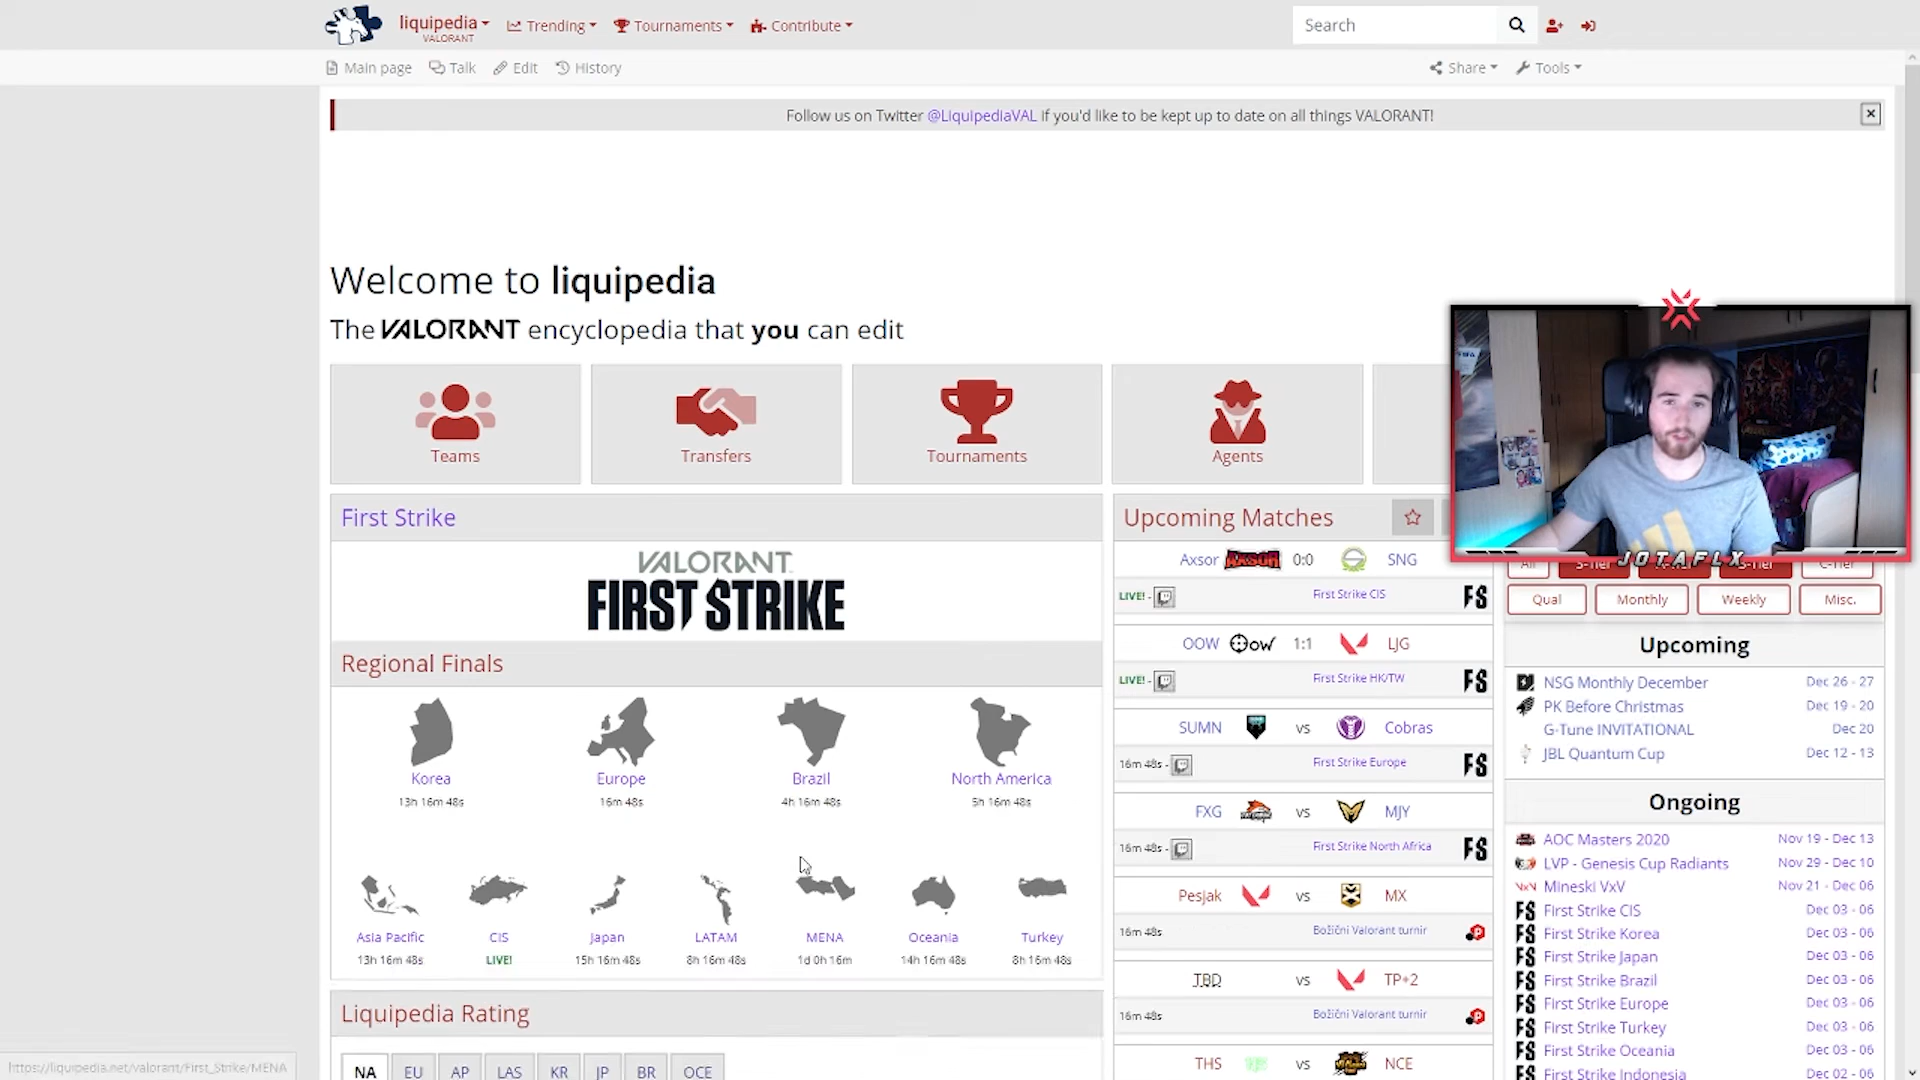 liquipedia
VALORANT
Trending
Tournaments
Contribute
Search
Main page
Talk
Edit
History
Share
Tools
Follow us on Twitter @LiquipediaVAL if you'd like to be kept up to date on all things VALORANT!
Welcome to liquipedia
The VALORANT encyclopedia that you can edit
Teams
Transfers
Tournaments
Agents
First Strike
VALORANT
FIRST STRIKE
Regional Finals
Korea
13h 16m 48s
Europe
16m 48s
Brazil
4h 16m 48s
North America
5h 16m 48s
Asia Pacific
13h 16m 48s
CIS
LIVE!
Japan
15h 16m 48s
LATAM
8h 16m 48s
MENA
1d 0h 16m
Oceania
14h 16m 48s
Turkey
8h 16m 48s
Liquipedia Rating
NA EU AP LAS KR JP BR OCE
Upcoming Matches
Axsor AXSOR 0:0 SNG
LIVE! - First Strike CIS FS
OOW OOW 1:1 LJG
LIVE! - First Strike HK/TW FS
SUMN vs Cobras
16m 48s - First Strike Europe FS
FXG vs MJY
16m 48s - First Strike North Africa FS
Pesjak vs MX
16m 48s Božićni Valorant turnir
TBD vs TP+2
16m 48s Božićni Valorant turnir
THS vs NCE
JOTAFLX
All S-Tier C-Tier
Qual Monthly Weekly Misc.
Upcoming
NSG Monthly December Dec 26 - 27
PK Before Christmas Dec 19 - 20
G-Tune INVITATIONAL Dec 20
JBL Quantum Cup Dec 12 - 13
Ongoing
AOC Masters 2020 Nov 19 - Dec 13
LVP - Genesis Cup Radiants Nov 29 - Dec 10
VxV Mineski VxV Nov 21 - Dec 06
FS First Strike CIS Dec 03 - 06
FS First Strike Korea Dec 03 - 06
FS First Strike Japan Dec 03 - 06
FS First Strike Brazil Dec 03 - 06
FS First Strike Europe Dec 03 - 06
FS First Strike Turkey Dec 03 - 06
FS First Strike Oceania Dec 03 - 06
FS First Strike Indonesia Dec 02 - 06
https://liquipedia.net/valorant/First_Strike/MENA